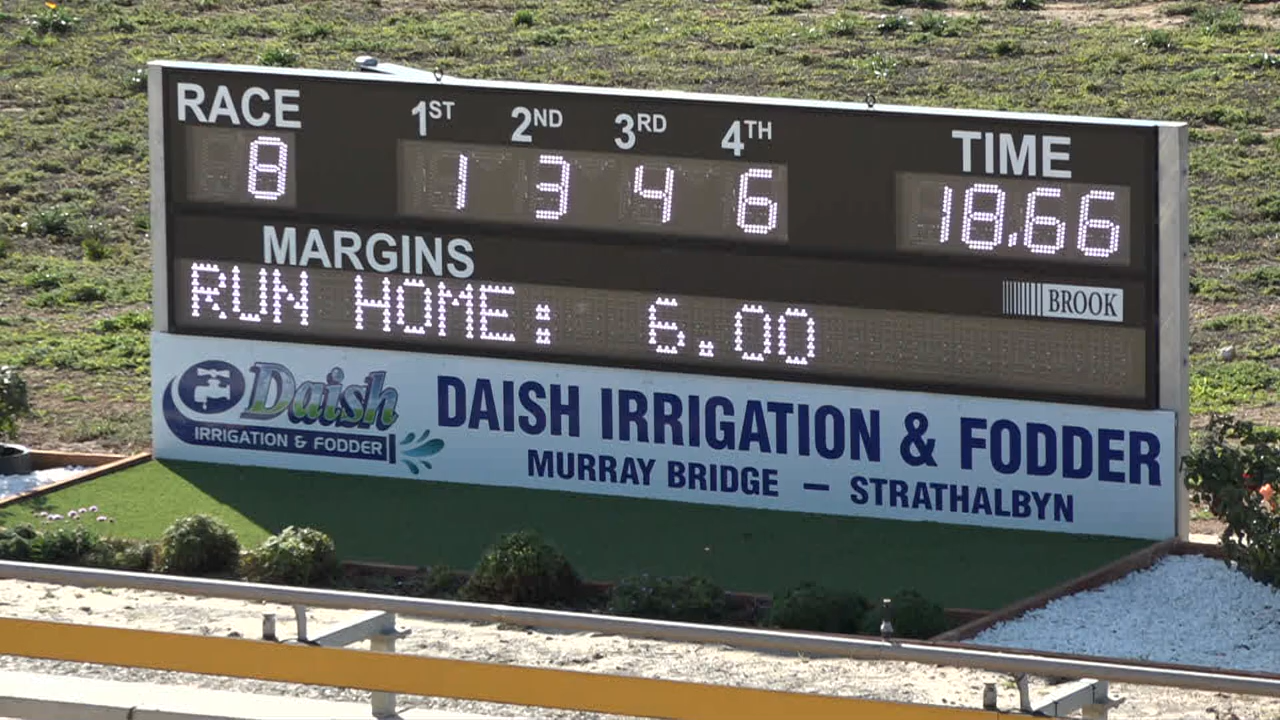 RACE 1ST 2ND 3RD 4TH TIME
8 1 3 4 6 18.66
MARGINS
RUN HOME: 6.00
BROOK
Daish
IRRIGATION & FODDER
DAISH IRRIGATION & FODDER
MURRAY BRIDGE – STRATHALBYN